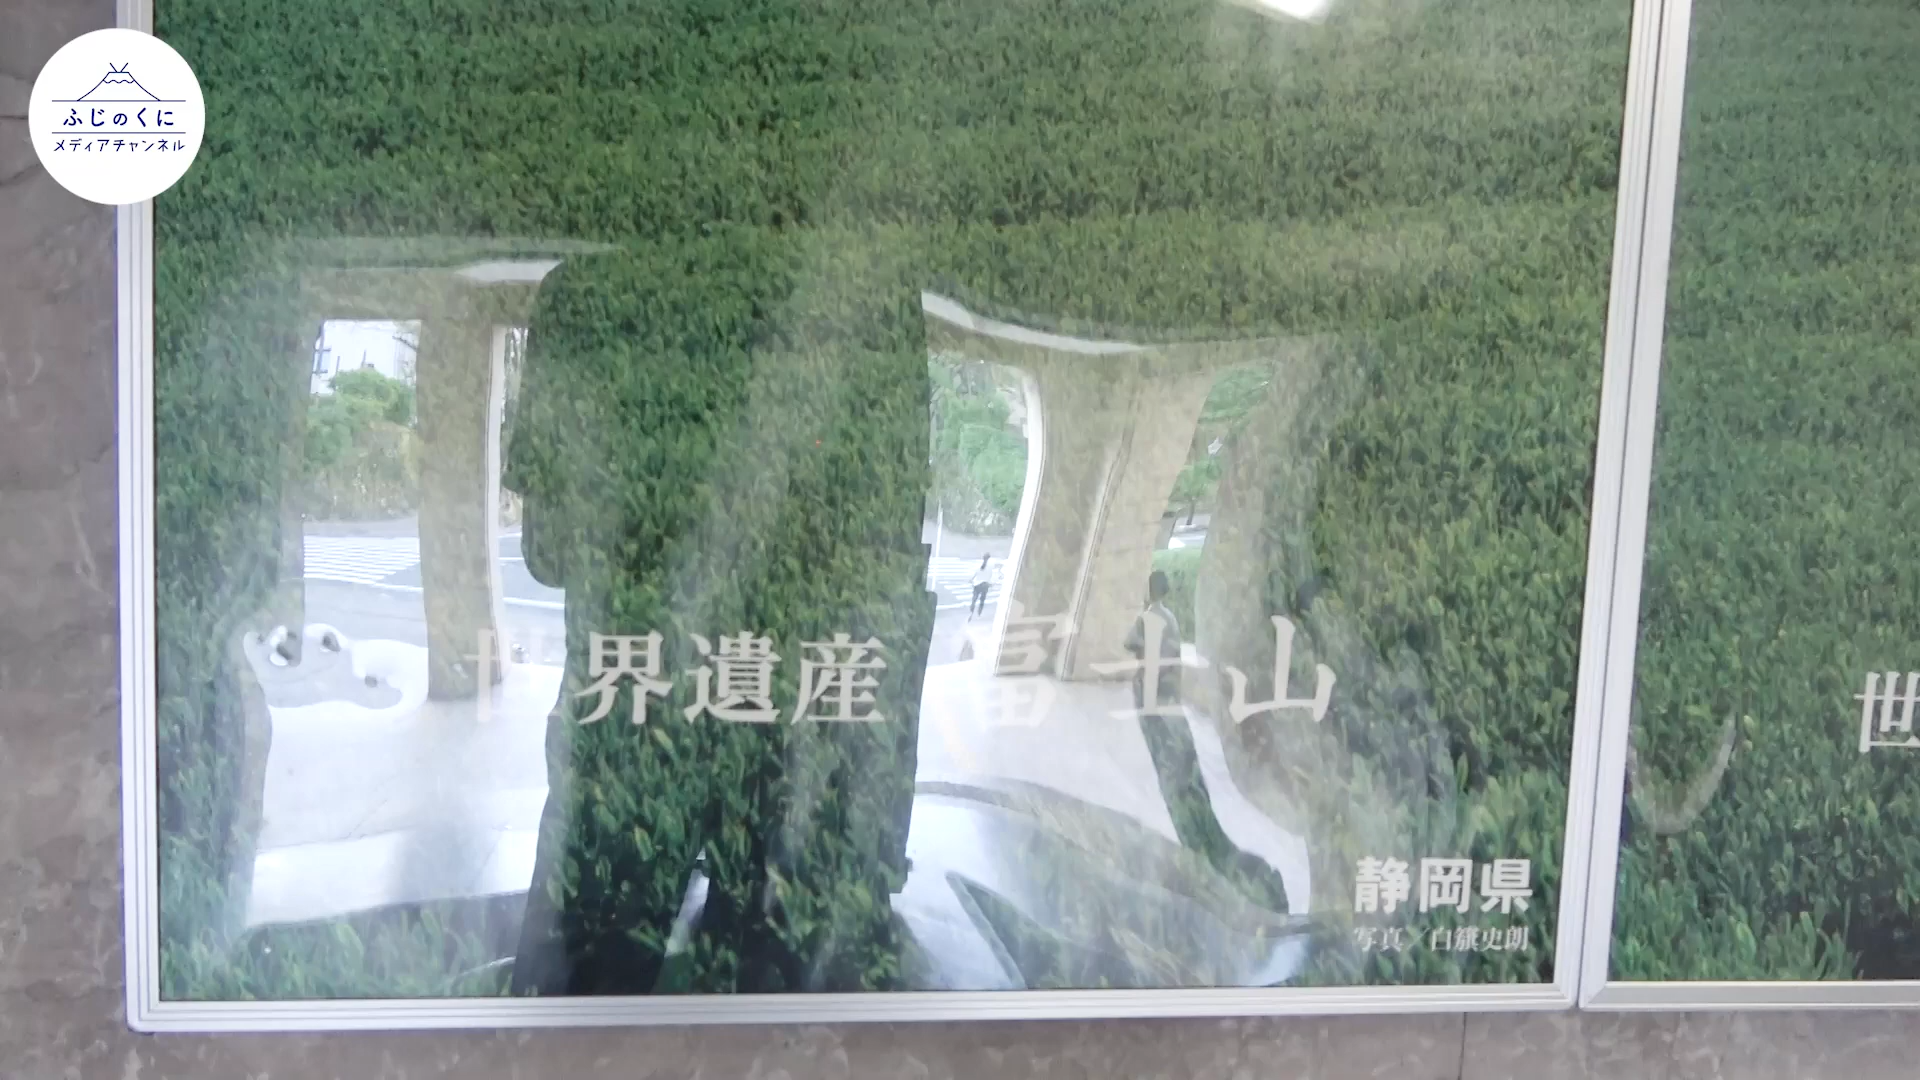 ふじのくに
メディアチャンネル
世界遺産 富士山
世
静岡県
写真／白籏史朗